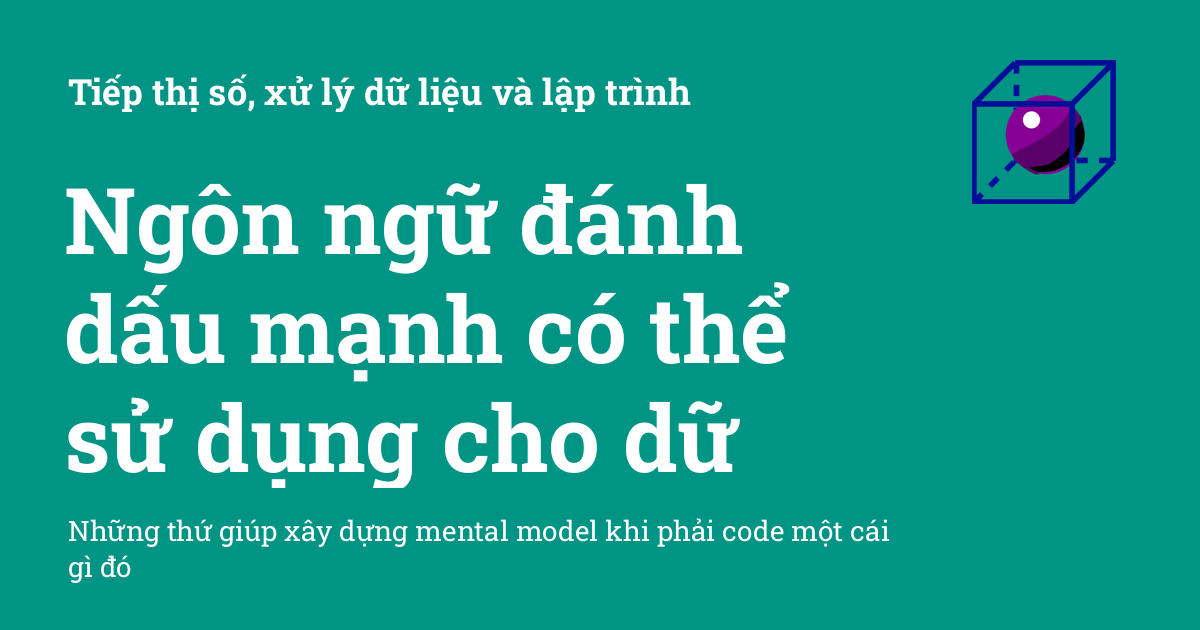 Tiếp thị số, xử lý dữ liệu và lập trình
Ngôn ngữ đánh
dấu mạnh có thể
sử dụng cho dữ
Những thứ giúp xây dựng mental model khi phải code một cái
gì đó